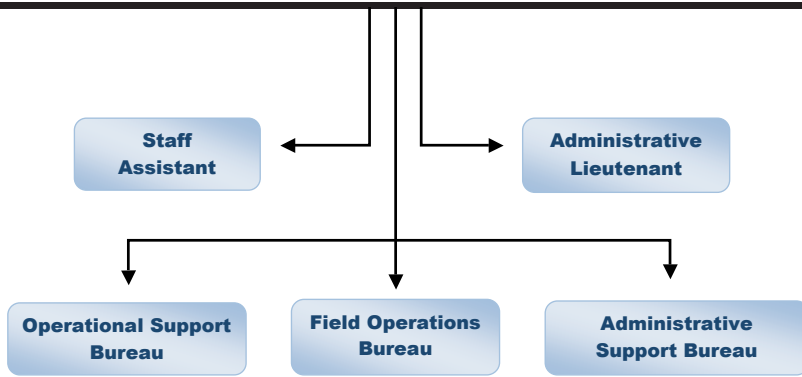 Staff
Assistant
Administrative
Lieutenant
Operational Support
Bureau
Field Operations
Bureau
Administrative
Support Bureau